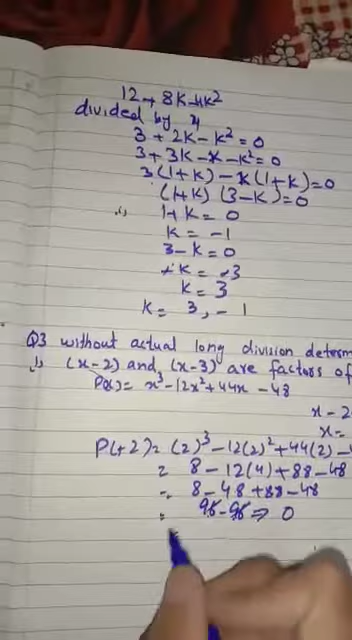 12 + 8K - 4K²
divided by 4
3 + 2K - K² = 0
3 + 3K - K - K² = 0
3(1+K) - K(1+K) = 0
(1+K) (3-K) = 0
1+K = 0
K = -1
3-K = 0
+K = -3
K = 3
K = 3, -1
Q3 without actual long division determ
i) (x-2) and (x-3) are factors of
P(x) = x³ - 12x² + 44x - 48
x - 2
x =
P(+2) = (2)³ - 12(2)² + 44(2) - 4
= 8 - 12(4) + 88 - 48
= 8 - 48 + 88 - 48
= 96 - 96 ⇒ 0
=